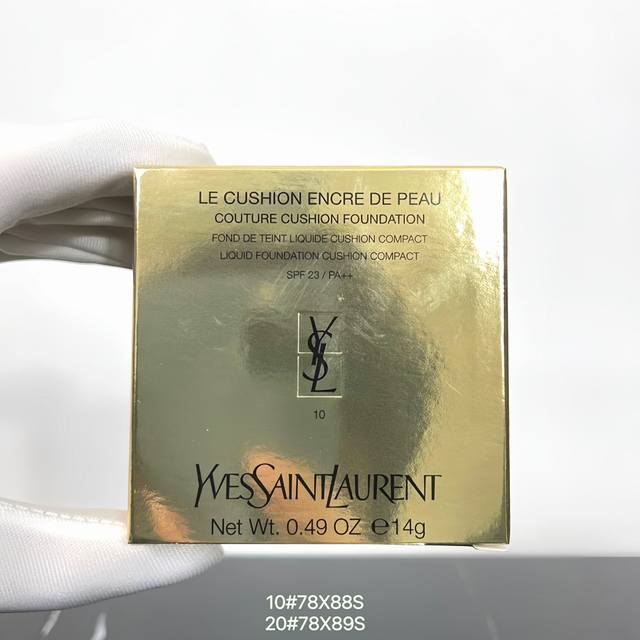 LE CUSHION ENCRE DE PEAU
COUTURE CUSHION FOUNDATION
FOND DE TEINT LIQUIDE CUSHION COMPACT
LIQUID FOUNDATION CUSHION COMPACT
SPF 23 / PA++
YSL
10
YVESSAINTLAURENT
Net Wt. 0.49 OZ ℮14g
10#78X88S
20#78X89S